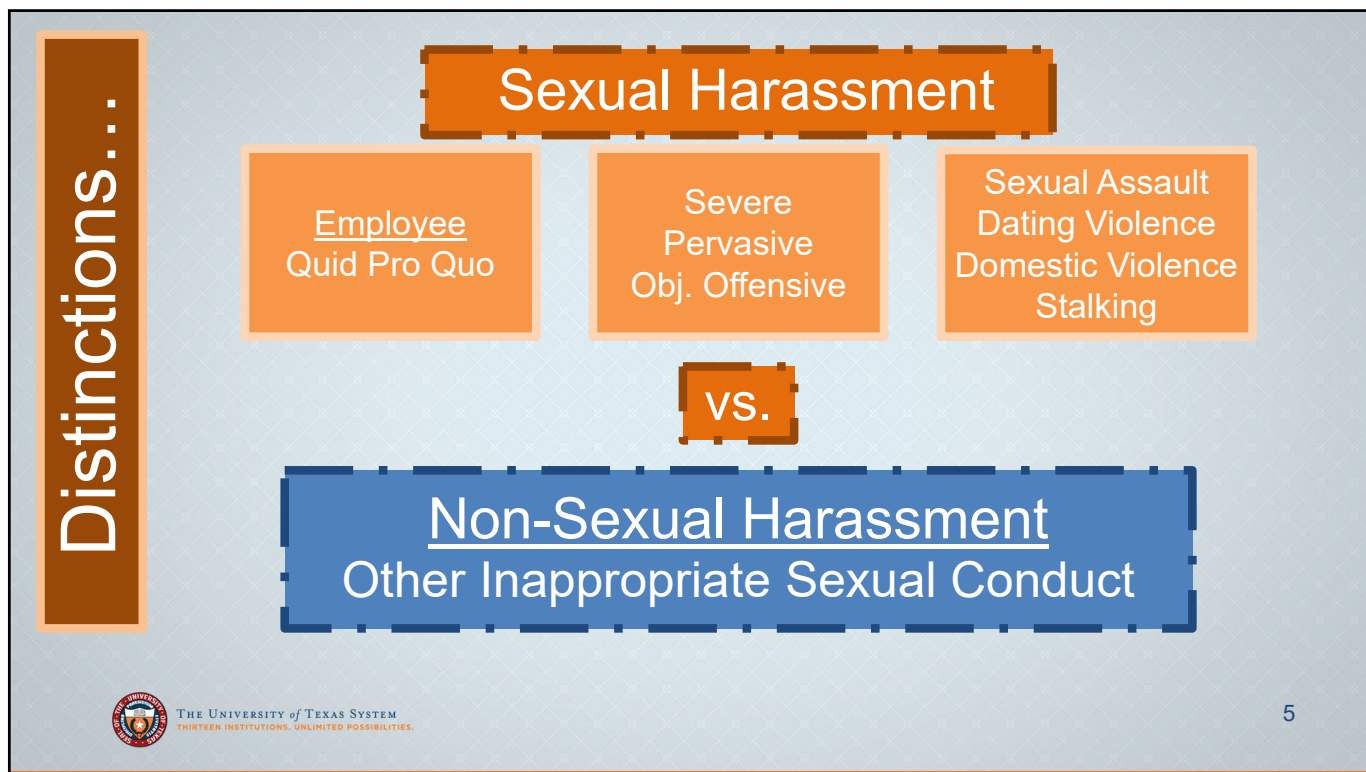 Distinctions...
Sexual Harassment
Employee
Quid Pro Quo
Severe
Pervasive
Obj. Offensive
Sexual Assault
Dating Violence
Domestic Violence
Stalking
vs.
Non-Sexual Harassment
Other Inappropriate Sexual Conduct
THE UNIVERSITY of TEXAS SYSTEM
THIRTEEN INSTITUTIONS. UNLIMITED POSSIBILITIES.
5